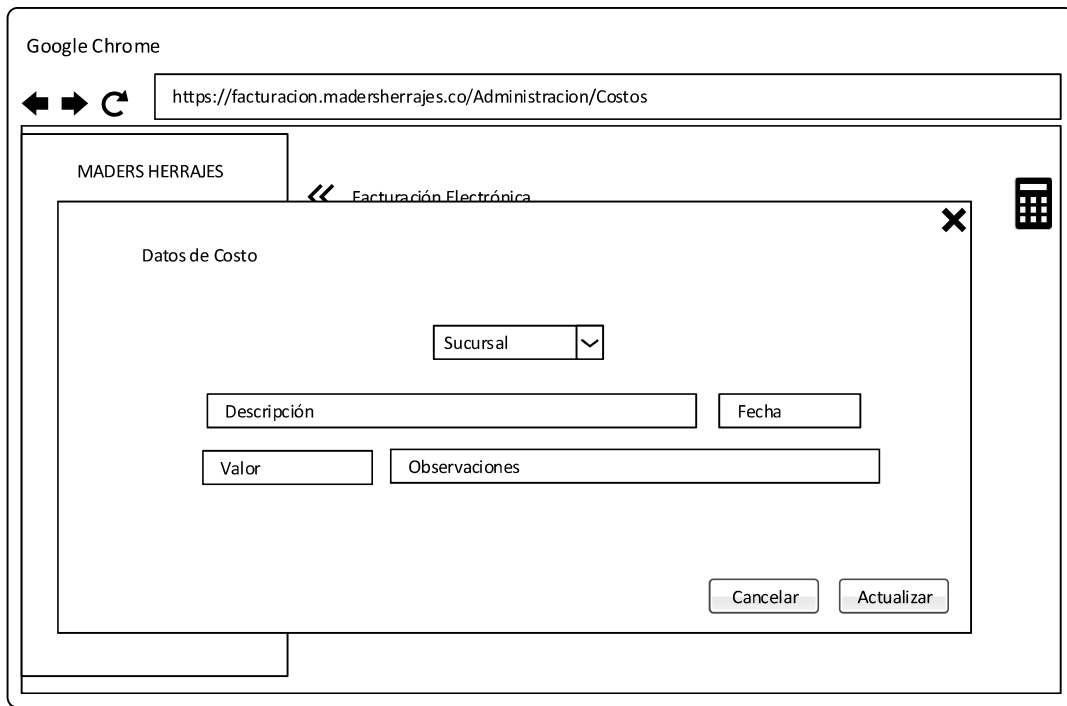 Google Chrome
https://facturacion.madersherrajes.co/Administracion/Costos
MADERS HERRAJES
Facturación Electrónica
Datos de Costo
Sucursal
Descripción
Fecha
Valor
Observaciones
Cancelar
Actualizar